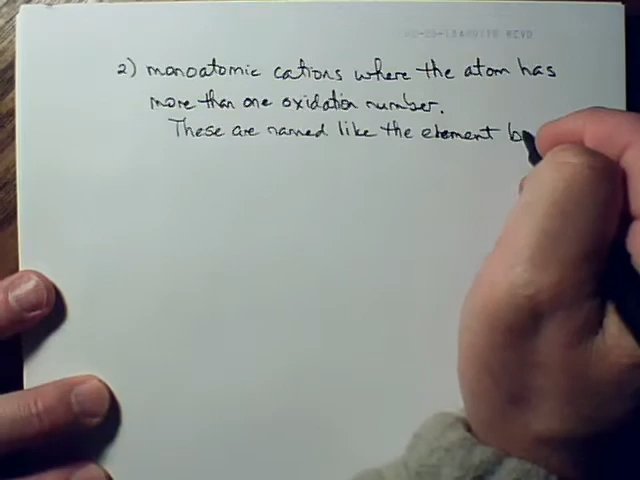 2) monoatomic cations where the atom has
more than one oxidation number.
These are named like the element b